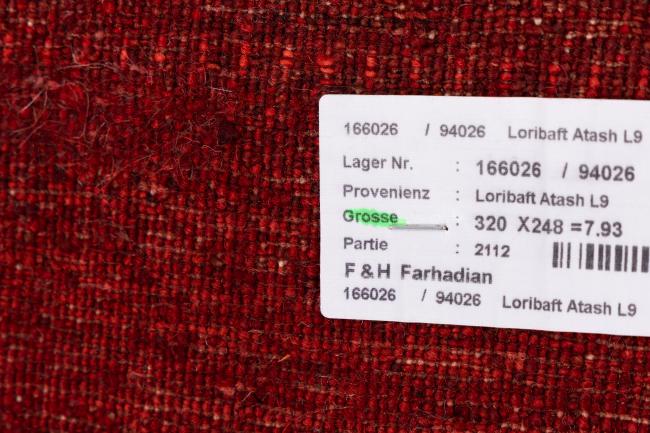 166026 / 94026 Loribaft Atash L9
Lager Nr. : 166026 / 94026
Provenienz : Loribaft Atash L9
Grosse : 320 X248 =7.93
Partie : 2112
F & H Farhadian
166026 / 94026 Loribaft Atash L9